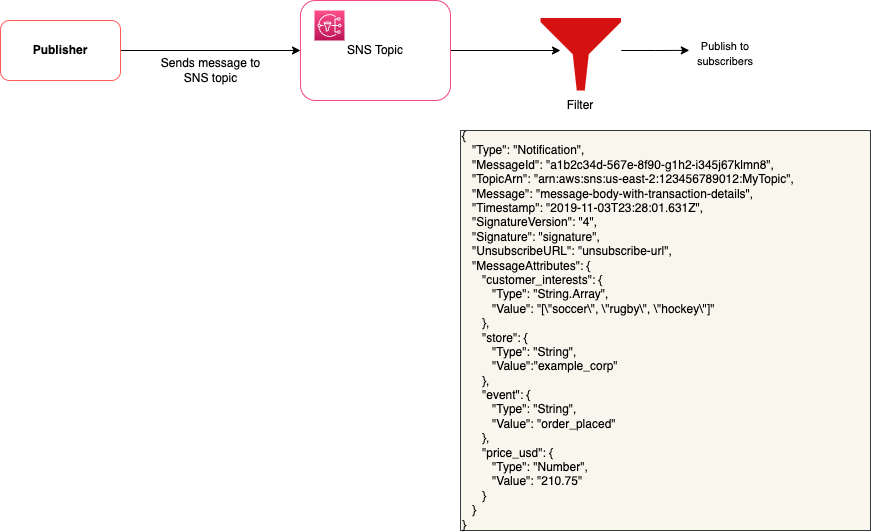 Publisher
Sends message to
SNS topic
SNS Topic
Filter
Publish to
subscribers
{
"Type": "Notification",
"MessageId": "a1b2c34d-567e-8f90-g1h2-i345j67klmn8",
"TopicArn": "arn:aws:sns:us-east-2:123456789012:MyTopic",
"Message": "message-body-with-transaction-details",
"Timestamp": "2019-11-03T23:28:01.631Z",
"SignatureVersion": "4",
"Signature": "signature",
"UnsubscribeURL": "unsubscribe-url",
"MessageAttributes": {
"customer_interests": {
"Type": "String.Array",
"Value": "[\"soccer\", \"rugby\", \"hockey\"]"
},
"store": {
"Type": "String",
"Value":"example_corp"
},
"event": {
"Type": "String",
"Value": "order_placed"
},
"price_usd": {
"Type": "Number",
"Value": "210.75"
}
}
}